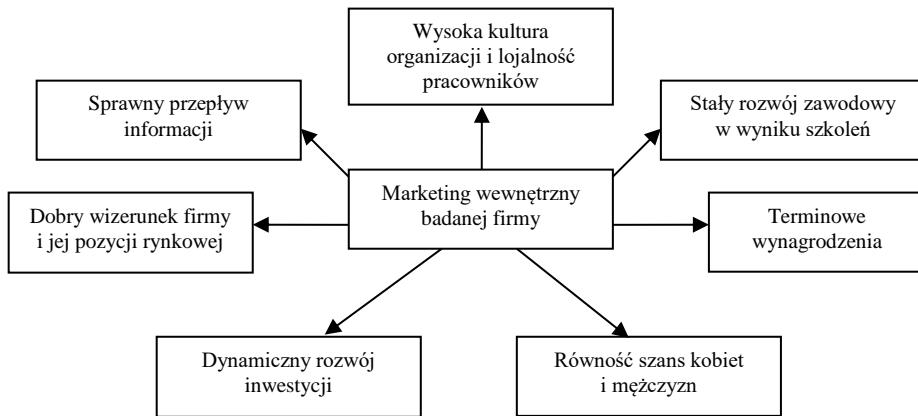 Wysoka kultura
organizacji i lojalność
pracowników
Sprawny przepływ
informacji
Stały rozwój zawodowy
w wyniku szkoleń
Marketing wewnętrzny
badanej firmy
Dobry wizerunek firmy
i jej pozycji rynkowej
Terminowe
wynagrodzenia
Dynamiczny rozwój
inwestycji
Równość szans kobiet
i mężczyzn